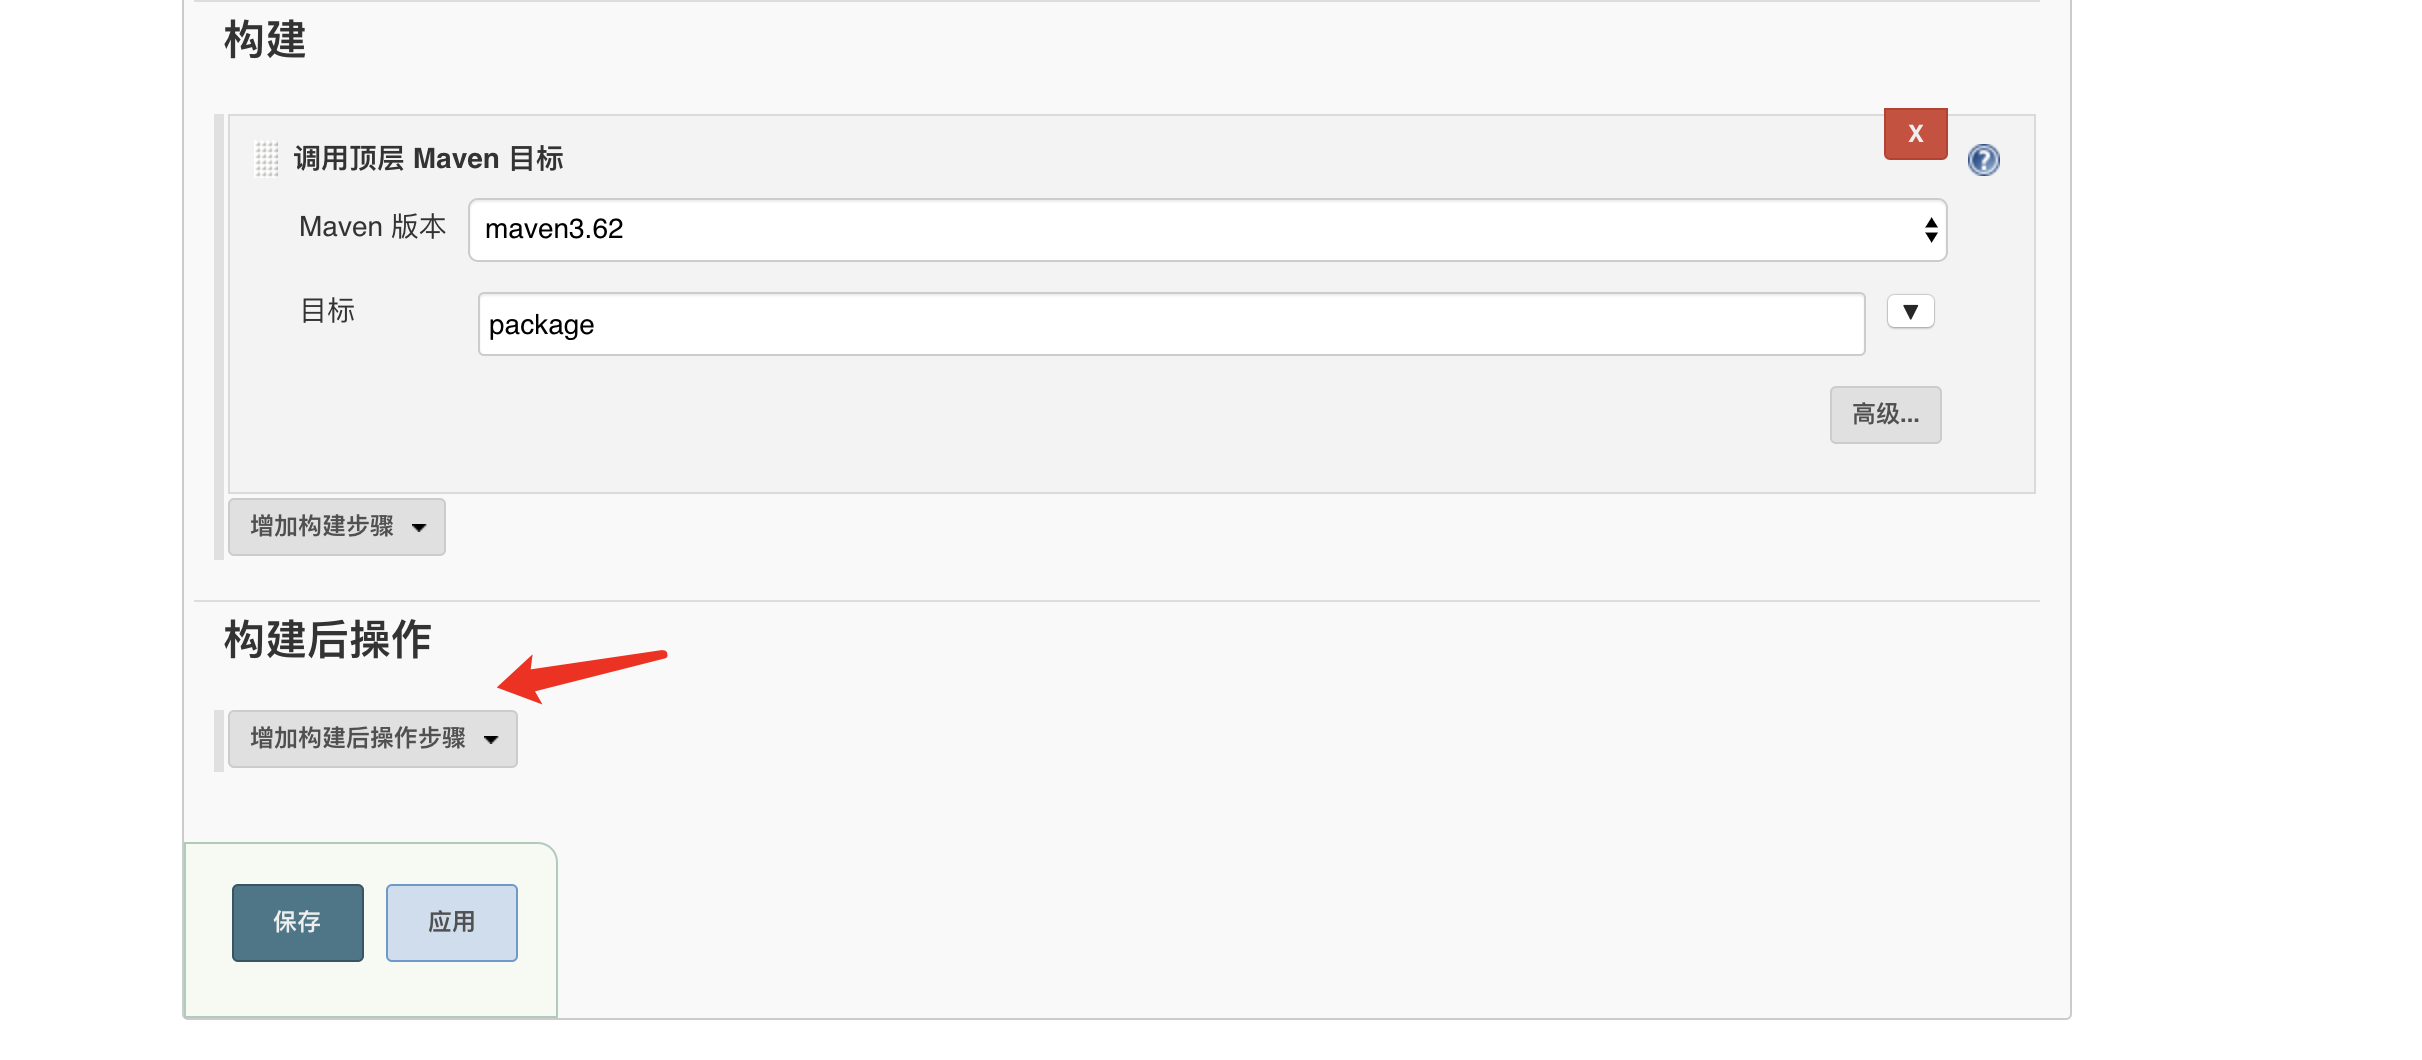 构建
X
调用顶层 Maven 目标
Maven 版本
maven3.62
目标
package
高级...
增加构建步骤
构建后操作
增加构建后操作步骤
保存
应用